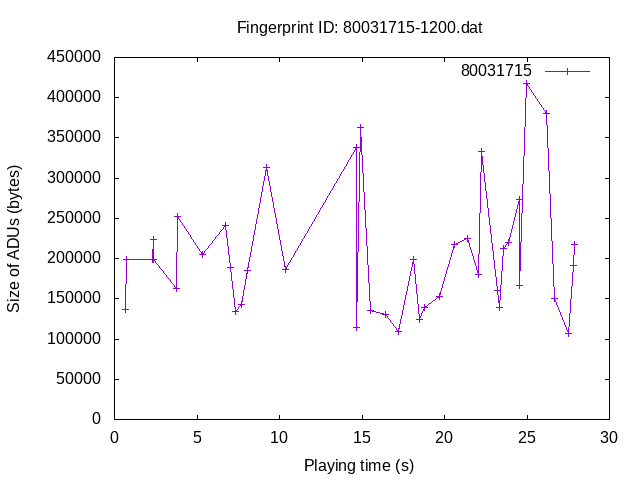 Fingerprint ID: 80031715-1200.dat
450000
400000
350000
300000
250000
200000
150000
100000
50000
0
Size of ADUs (bytes)
80031715
0 5 10 15 20 25 30
Playing time (s)